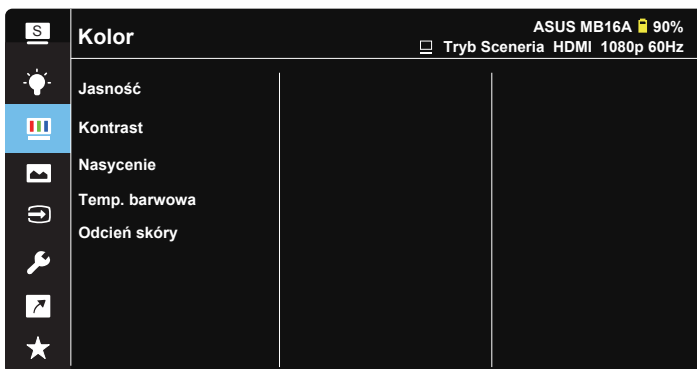 S
Kolor
ASUS MB16A 90%
Tryb Sceneria HDMI 1080p 60Hz
Jasność
Kontrast
Nasycenie
Temp. barwowa
Odcień skóry